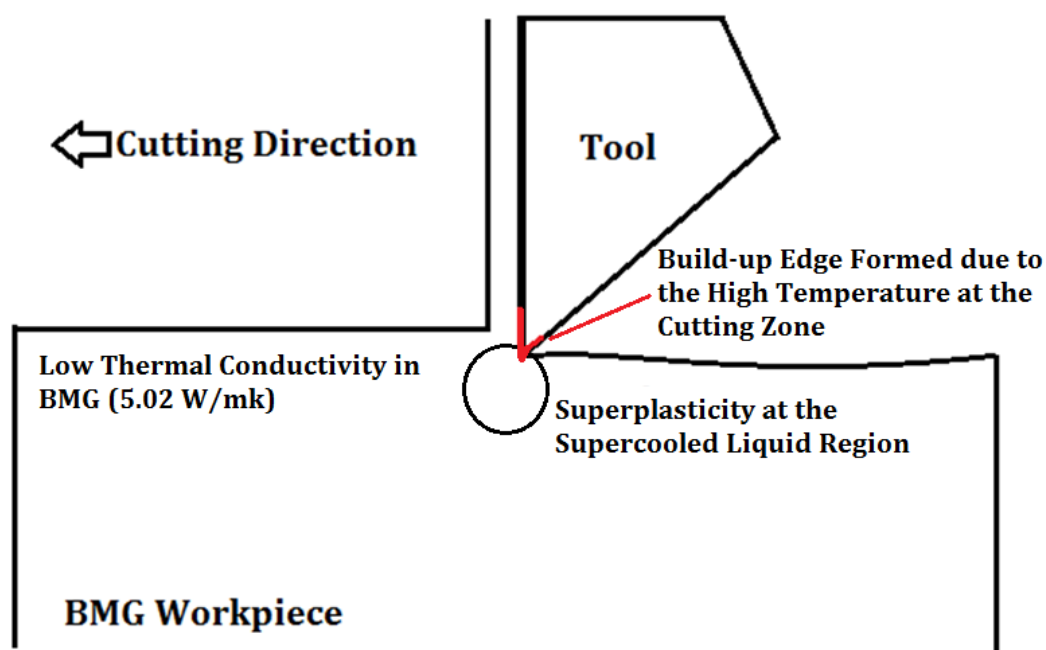 Cutting Direction
Tool
Build-up Edge Formed due to
the High Temperature at the
Cutting Zone
Low Thermal Conductivity in
BMG (5.02 W/mk)
Superplasticity at the
Supercooled Liquid Region
BMG Workpiece